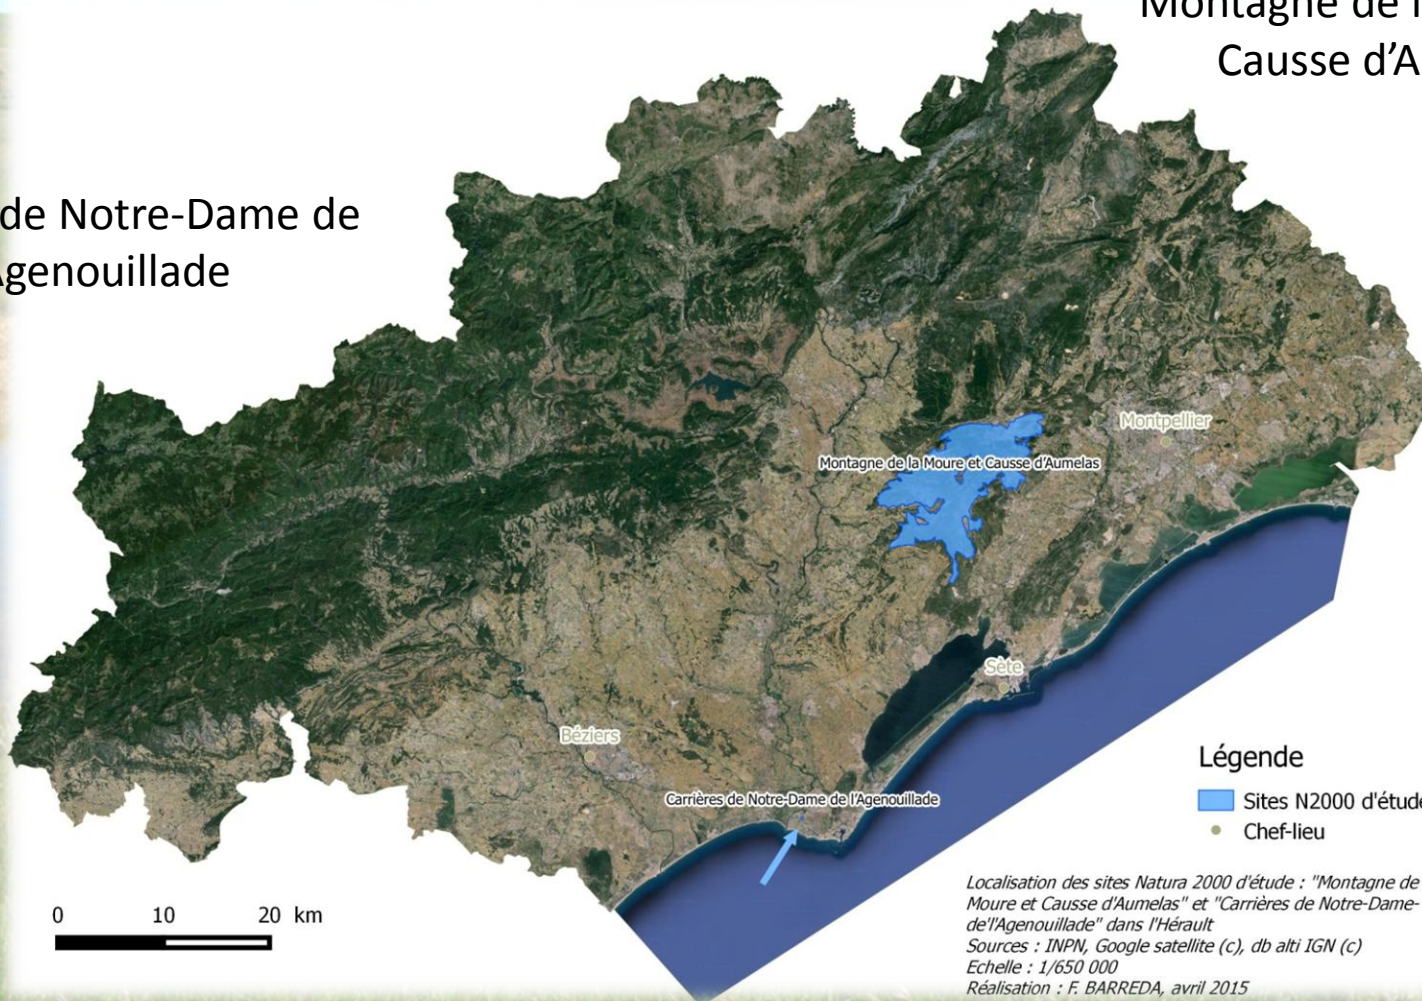 Montagne de l
Causse d'A
de Notre-Dame de
Agenouillade
Montpellier
Montagne de la Moure et Causse d'Aumelas
Sète
Béziers
Carrières de Notre-Dame de l'Agenouillade
Légende
Sites N2000 d'étude
Chef-lieu
0 10 20 km
Localisation des sites Natura 2000 d'étude : "Montagne de
Moure et Causse d'Aumelas" et "Carrières de Notre-Dame-
de'l'Agenouillade" dans l'Hérault
Sources : INPN, Google satellite (c), db alti IGN (c)
Echelle : 1/650 000
Réalisation : F. BARREDA, avril 2015